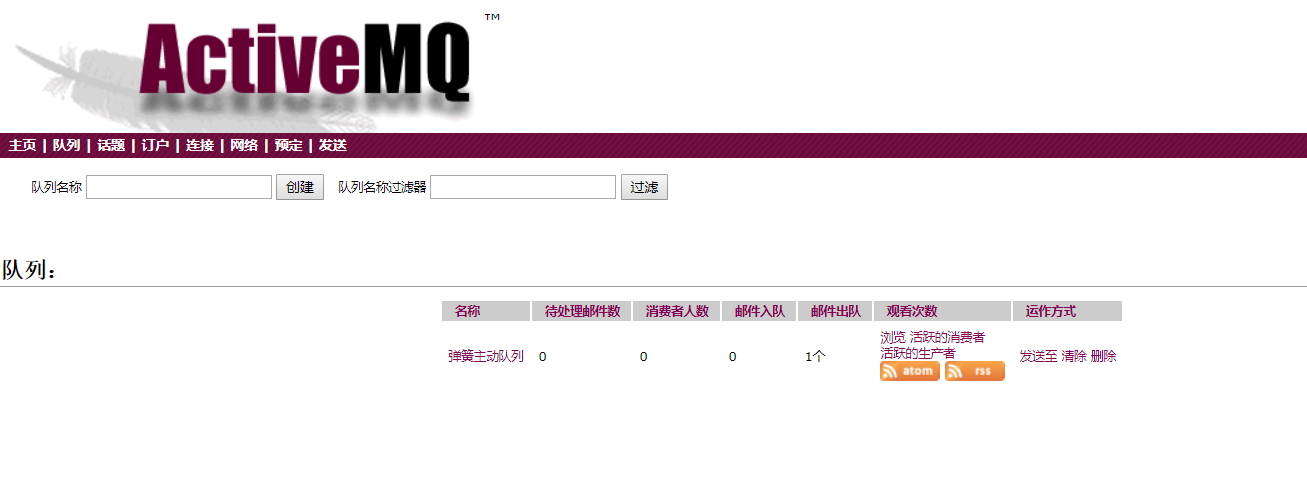 ActiveMQ™
主页 | 队列 | 话题 | 订户 | 连接 | 网络 | 预定 | 发送
队列名称 创建 队列名称过滤器 过滤
队列：
名称 待处理邮件数 消费者人数 邮件入队 邮件出队 观看次数 运作方式
弹簧主动队列 0 0 0 1个 浏览 活跃的消费者
活跃的生产者
atom rss
发送至 清除 删除